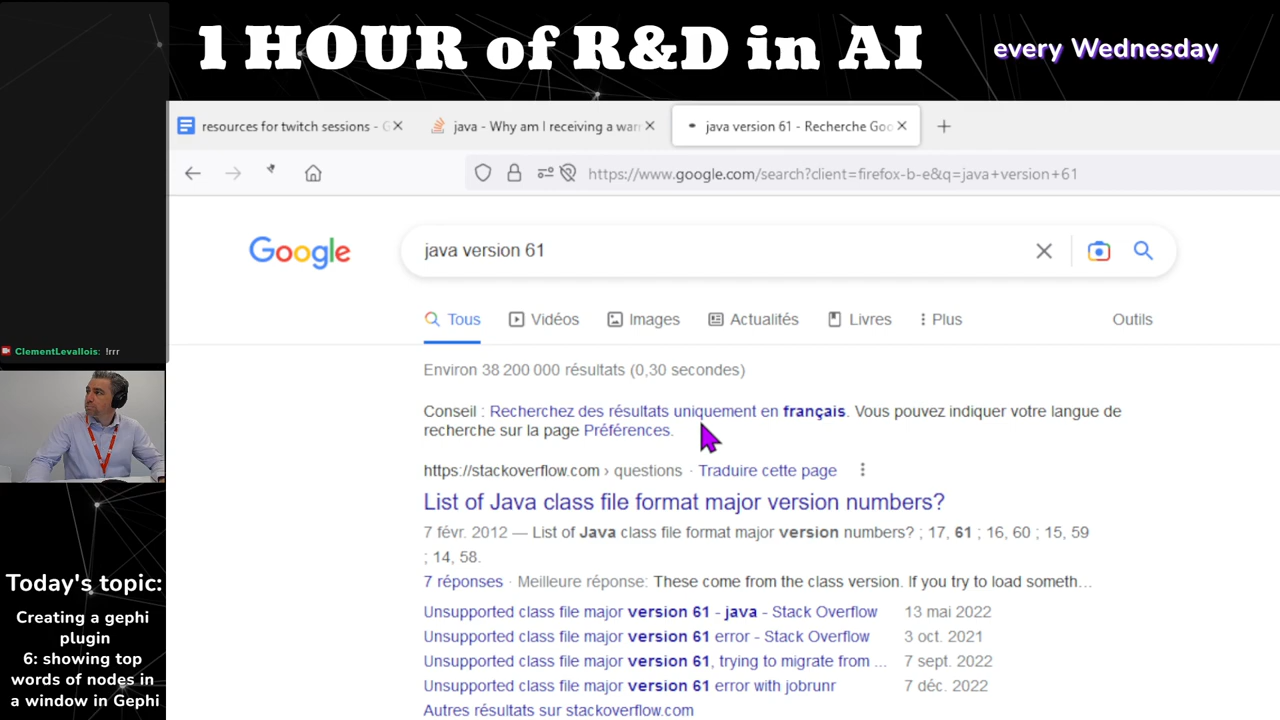 1 HOUR of R&D in AI
every Wednesday
resources for twitch sessions - G
java - Why am I receiving a warn
java version 61 - Recherche Goo
https://www.google.com/search?client=firefox-b-e&q=java+version+61
Google
java version 61
Tous
Vidéos
Images
Actualités
Livres
Plus
Outils
Environ 38 200 000 résultats (0,30 secondes)
Conseil : Recherchez des résultats uniquement en français. Vous pouvez indiquer votre langue de
recherche sur la page Préférences.
https://stackoverflow.com › questions · Traduire cette page
List of Java class file format major version numbers?
7 févr. 2012 — List of Java class file format major version numbers? ; 17, 61 ; 16, 60 ; 15, 59
; 14, 58.
7 réponses · Meilleure réponse: These come from the class version. If you try to load someth...
Unsupported class file major version 61 - java - Stack Overflow 13 mai 2022
Unsupported class file major version 61 error - Stack Overflow 3 oct. 2021
Unsupported class file major version 61, trying to migrate from ... 7 sept. 2022
Unsupported class file major version 61 error with jobrunr 7 déc. 2022
Autres résultats sur stackoverflow.com
ClementLevallois: !rrr
Today's topic:
Creating a gephi
plugin
6: showing top
words of nodes in
a window in Gephi